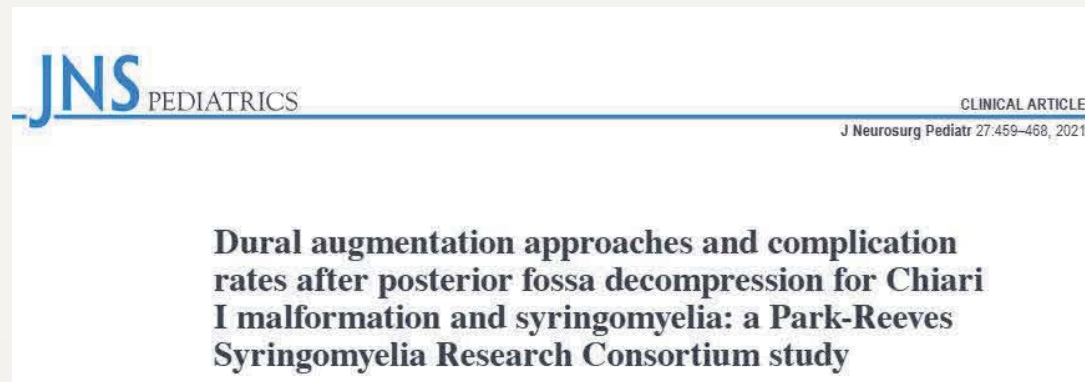 JNS PEDIATRICS
CLINICAL ARTICLE
J Neurosurg Pediatr 27:459–468, 2021
Dural augmentation approaches and complication
rates after posterior fossa decompression for Chiari
I malformation and syringomyelia: a Park-Reeves
Syringomyelia Research Consortium study